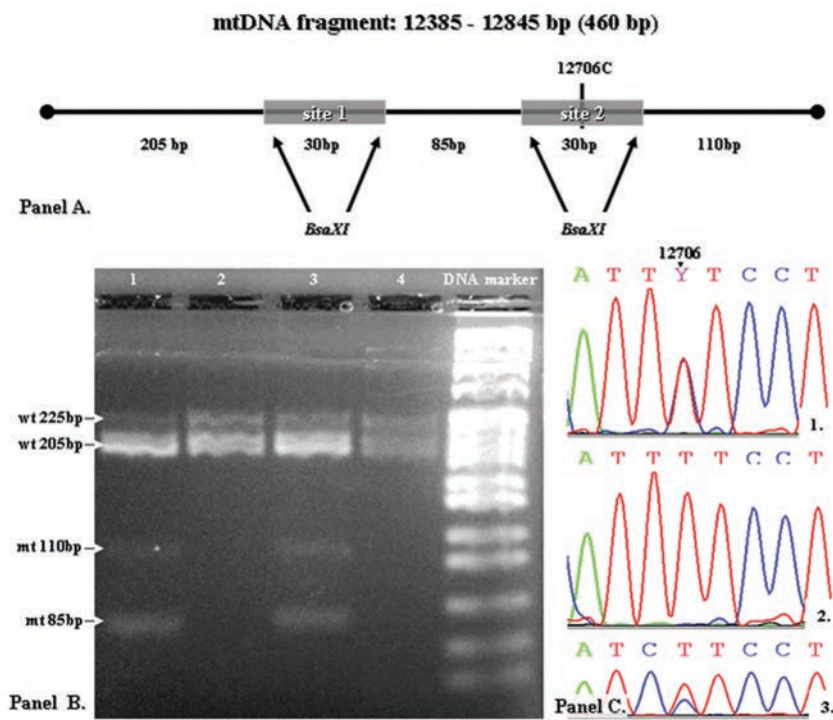 mtDNA fragment: 12385 - 12845 bp (460 bp)
12706C
site 1
site 2
205 bp
30bp
85bp
30bp
110bp
Panel A.
BsaXI
BsaXI
1 2 3 4 DNA marker
wt 225bp
wt 205bp
mt 110bp
mt 85bp
Panel B.
12706
A T T Y T C C T
1.
A T T T T C C T
2.
A T C T T C C T
Panel C.
3.